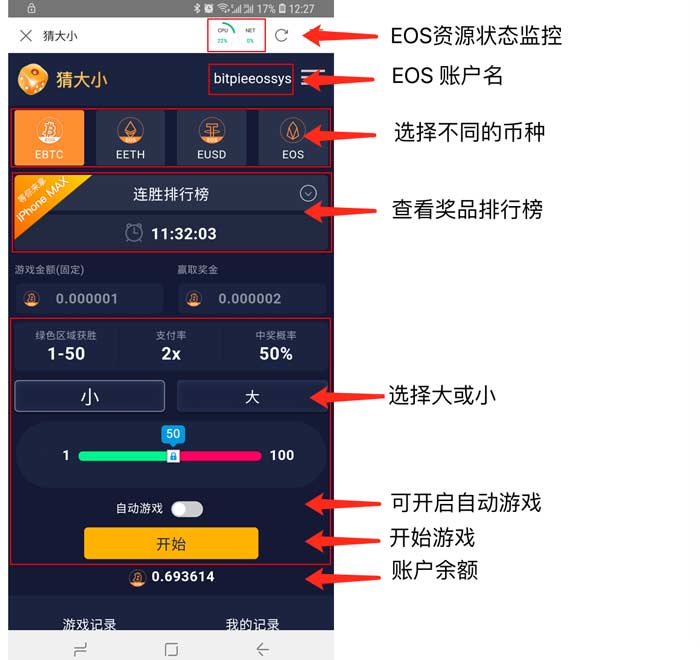 17% 12:27
猜大小
CPU NET
22% 0%
EOS资源状态监控
猜大小
bitpieeossys
EOS 账户名
EBTC EETH EUSD EOS
选择不同的币种
等你来拿
IPhone MAX
连胜排行榜
查看奖品排行榜
11:32:03
游戏金额(固定) 赢取奖金
0.000001 0.000002
绿色区域获胜 支付率 中奖概率
1-50 2x 50%
小 大
选择大或小
50
1 100
自动游戏
可开启自动游戏
开始
开始游戏
0.693614
账户余额
游戏记录 我的记录